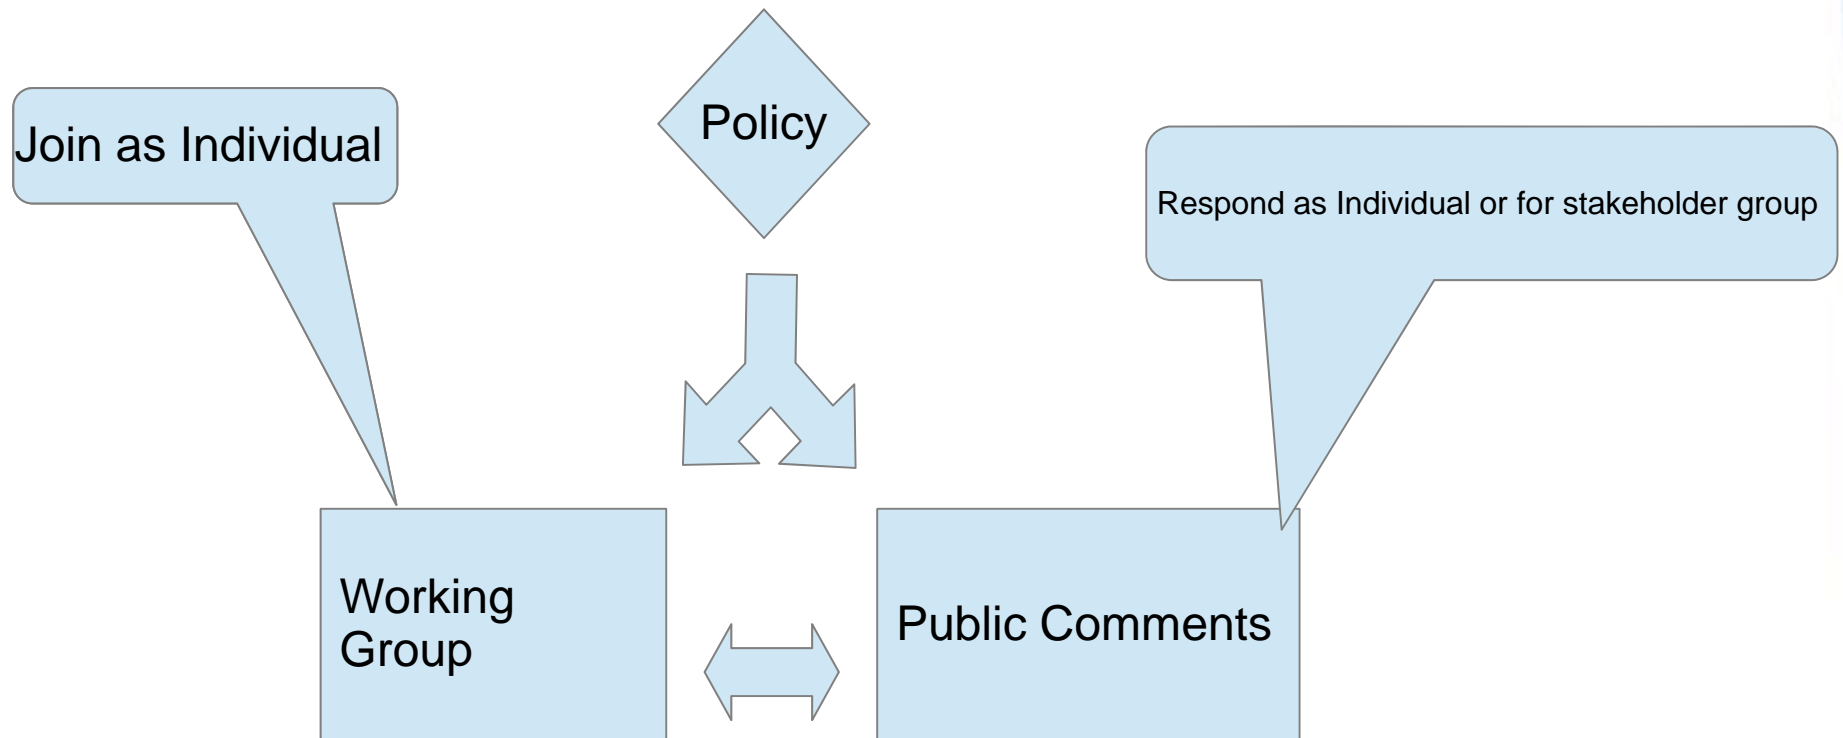 Policy
Join as Individual
Respond as Individual or for stakeholder group
Working
Group
Public Comments